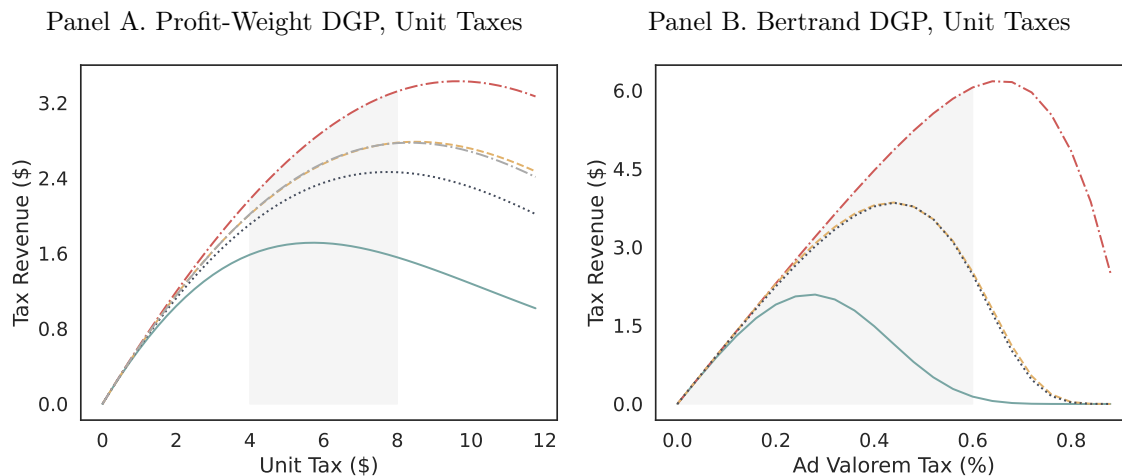 Panel A. Profit-Weight DGP, Unit Taxes
Panel B. Bertrand DGP, Unit Taxes
Tax Revenue ($)
3.2
2.4
1.6
0.8
0.0
0 2 4 6 8 10 12
Unit Tax ($)
Tax Revenue ($)
6.0
4.5
3.0
1.5
0.0
0.0 0.2 0.4 0.6 0.8
Ad Valorem Tax (%)